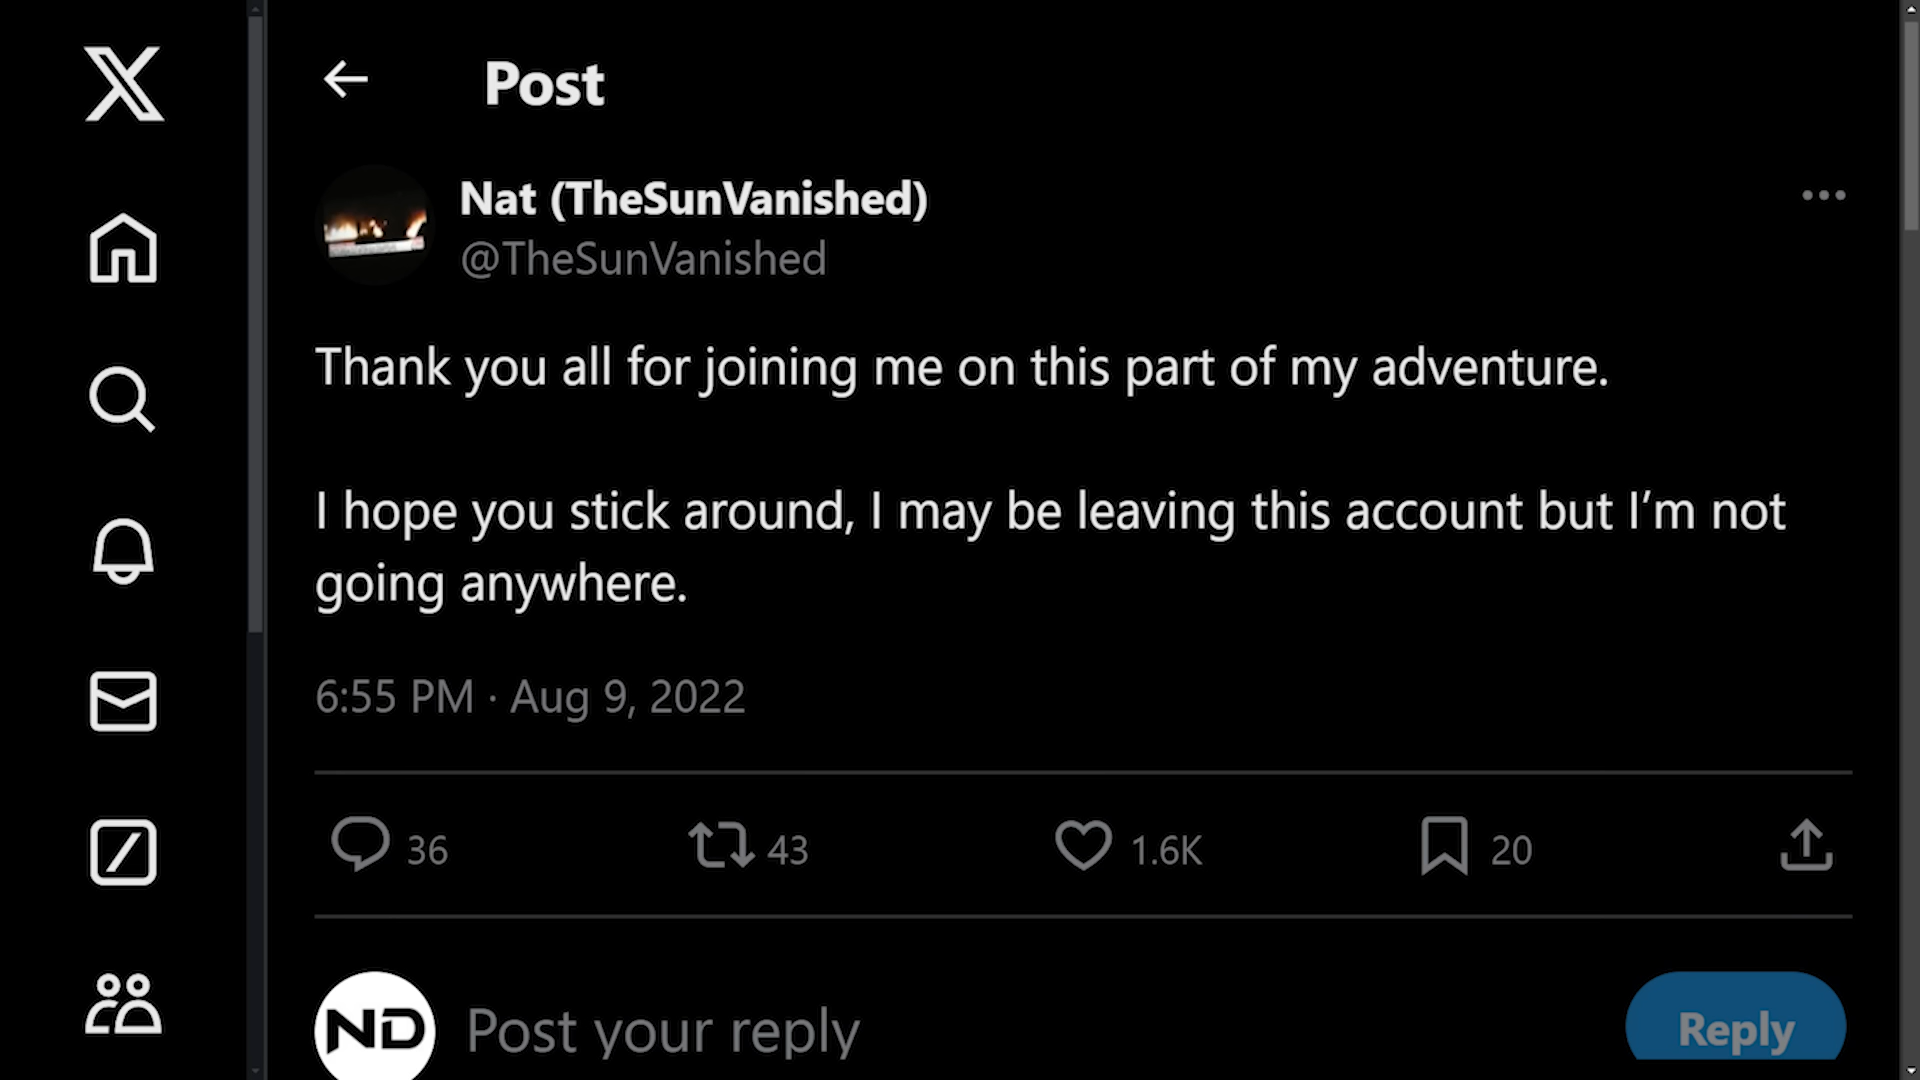 Post
Nat (TheSunVanished)
@TheSunVanished
Thank you all for joining me on this part of my adventure.
I hope you stick around, I may be leaving this account but I’m not
going anywhere.
6:55 PM · Aug 9, 2022
36 43 1.6K 20
ND Post your reply Reply